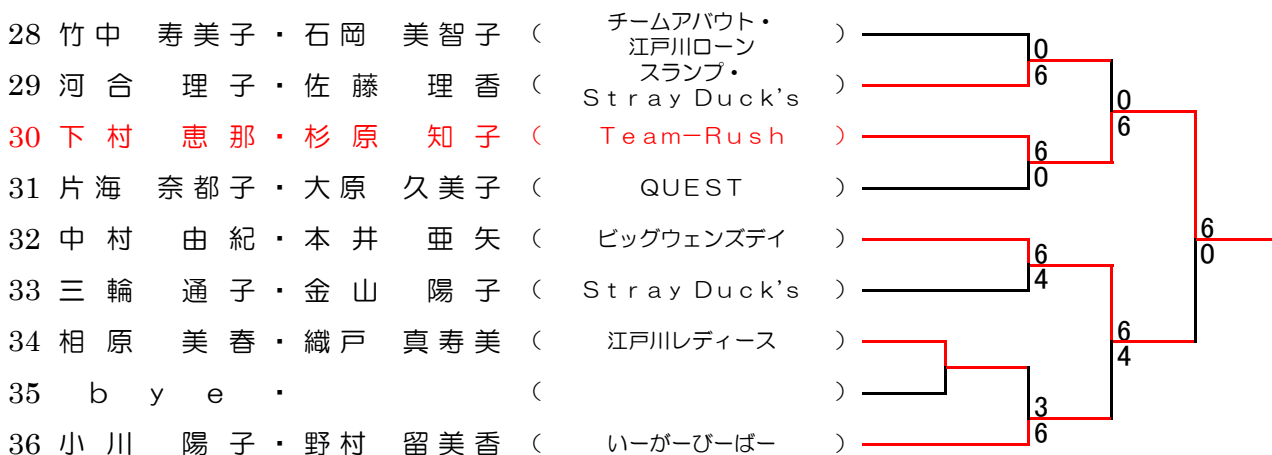 28 竹中 寿美子・石岡 美智子 ( チームアバウト・江戸川ローン )
0
29 河合 理子・佐藤 理香 ( スランプ・Stray Duck's )
6
0
6
30 下村 恵那・杉原 知子 ( Team−Rush )
6
31 片海 奈都子・大原 久美子 ( QUEST )
0
32 中村 由紀・本井 亜矢 ( ビッグウェンズデイ )
6
0
6
33 三輪 通子・金山 陽子 ( Stray Duck's )
4
34 相原 美春・織戸 真寿美 ( 江戸川レディース )
6
4
35 bye・ ( )
3
36 小川 陽子・野村 留美香 ( いーがーびーばー )
6